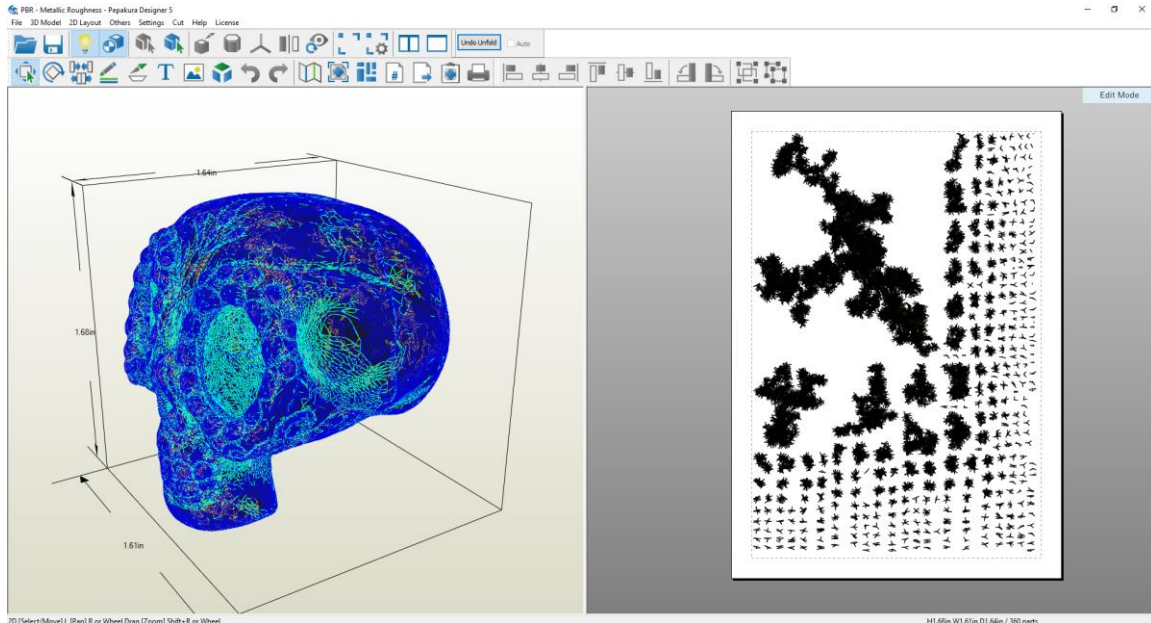 PBR - Metallic Roughness - Pepakura Designer 5
File 3D Model 2D Layout Others Settings Cut Help License
Undo Unfold Auto
T #
Edit Mode
1.64in
1.68in
1.61in
2D [Select/Move] L [Pan] R or Wheel Drag [Zoom] Shift+R or Wheel
H1.68in W1.61in D1.64in / 360 parts